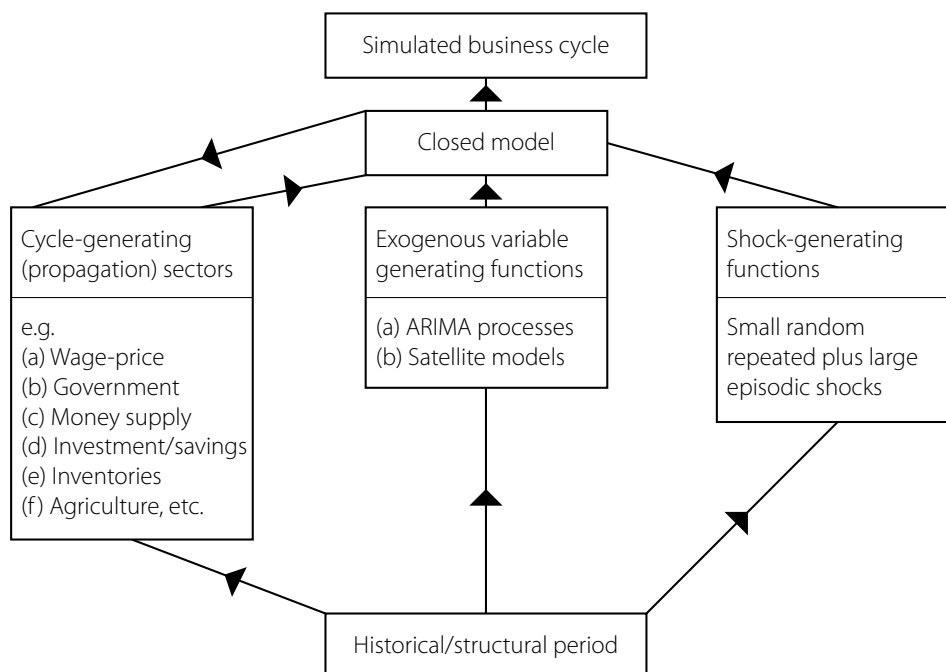 Simulated business cycle
Closed model
Cycle-generating
(propagation) sectors
e.g.
(a) Wage-price
(b) Government
(c) Money supply
(d) Investment/savings
(e) Inventories
(f) Agriculture, etc.
Exogenous variable
generating functions
(a) ARIMA processes
(b) Satellite models
Shock-generating
functions
Small random
repeated plus large
episodic shocks
Historical/structural period